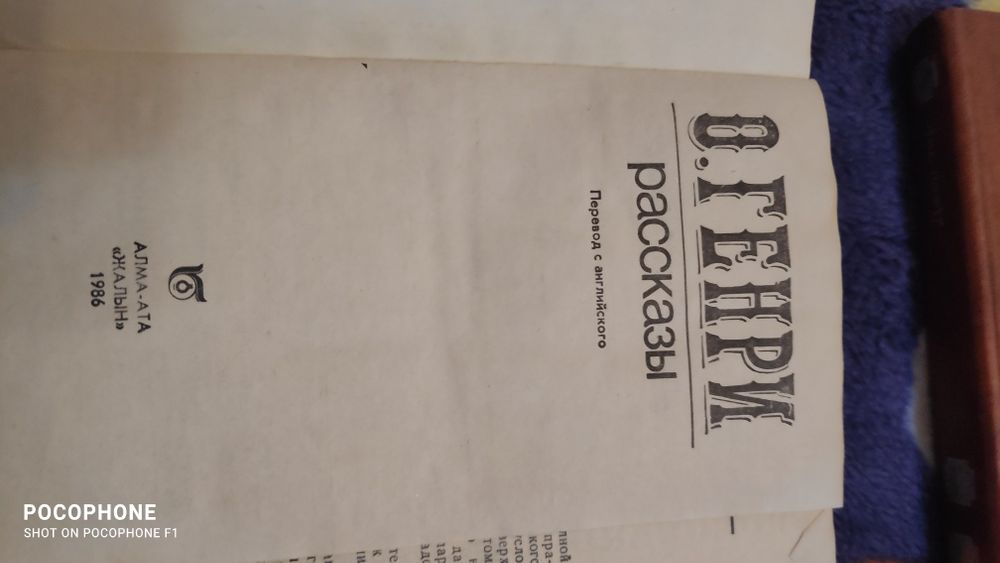 О. ГЕНРИ
рассказы
Перевод с английского
АЛМА-АТА
«ЖАЛЫН»
1986
POCOPHONE
SHOT ON POCOPHONE F1